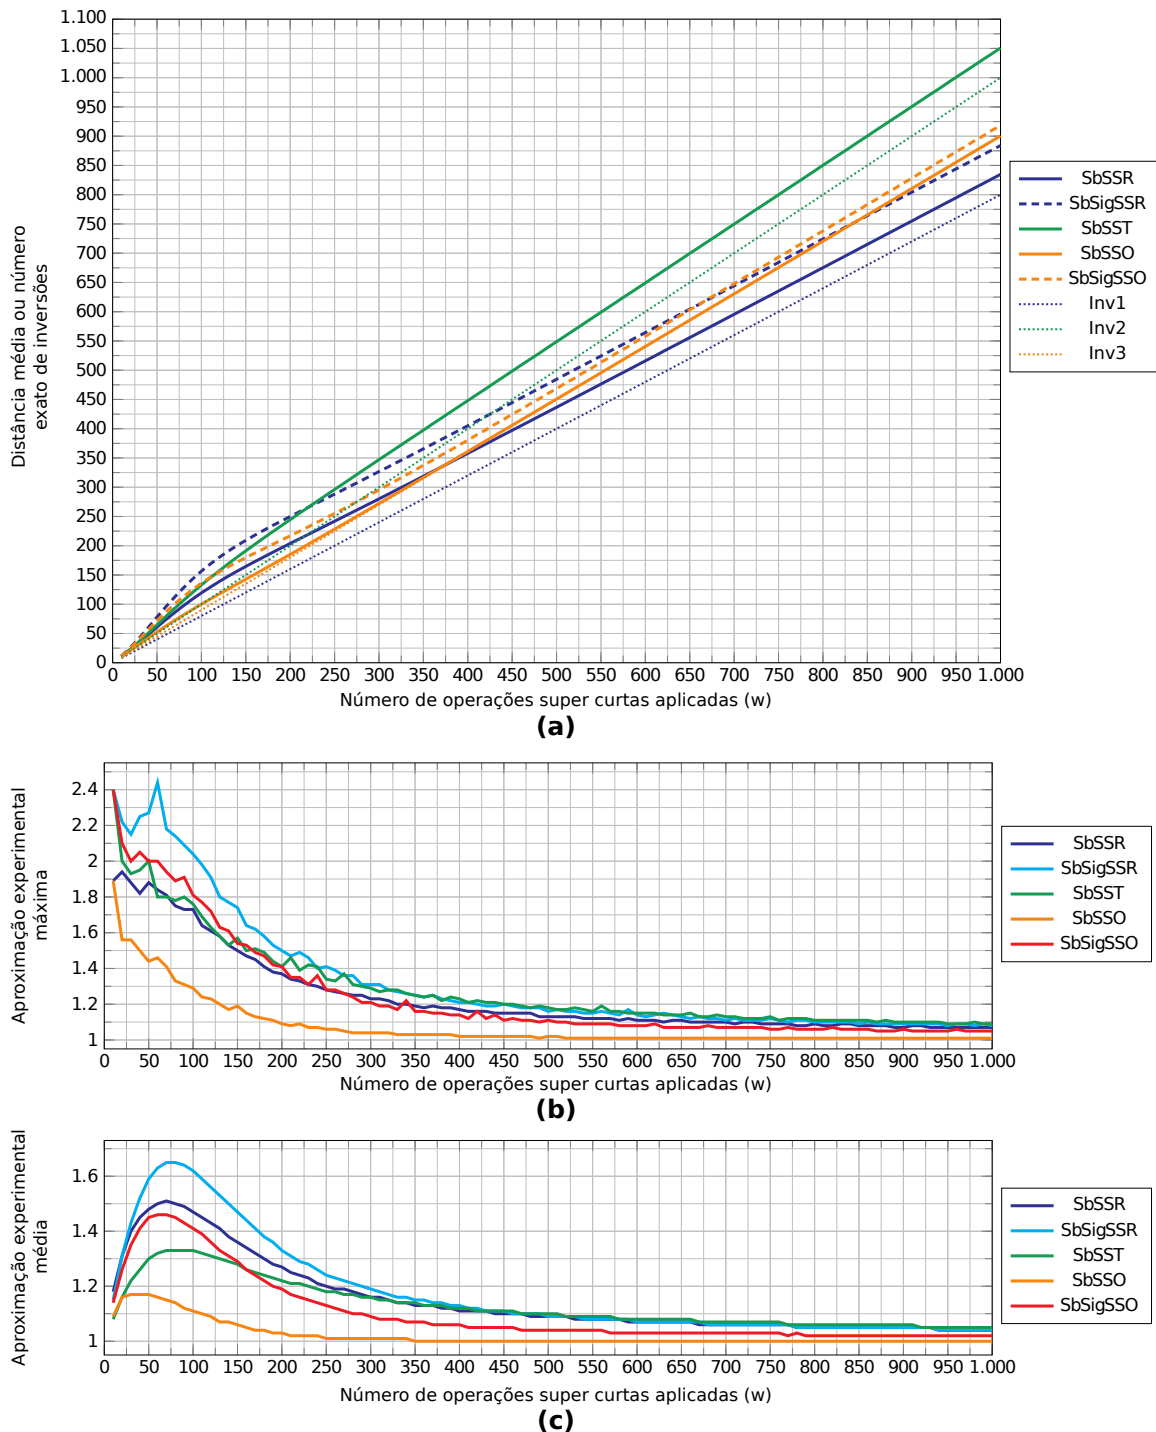 1.100
1.050
1.000
950
900
850
800
750
700
650
600
550
500
450
400
350
300
250
200
150
100
50
0
Distância média ou número
exato de inversões
0 50 100 150 200 250 300 350 400 450 500 550 600 650 700 750 800 850 900 950 1.000
Número de operações super curtas aplicadas (w)
(a)
SbSSR
SbSigSSR
SbSST
SbSSO
SbSigSSO
Inv1
Inv2
Inv3
2.4
2.2
2
1.8
1.6
1.4
1.2
1
Aproximação experimental
máxima
0 50 100 150 200 250 300 350 400 450 500 550 600 650 700 750 800 850 900 950 1.000
Número de operações super curtas aplicadas (w)
(b)
SbSSR
SbSigSSR
SbSST
SbSSO
SbSigSSO
1.6
1.4
1.2
1
Aproximação experimental
média
0 50 100 150 200 250 300 350 400 450 500 550 600 650 700 750 800 850 900 950 1.000
Número de operações super curtas aplicadas (w)
(c)
SbSSR
SbSigSSR
SbSST
SbSSO
SbSigSSO